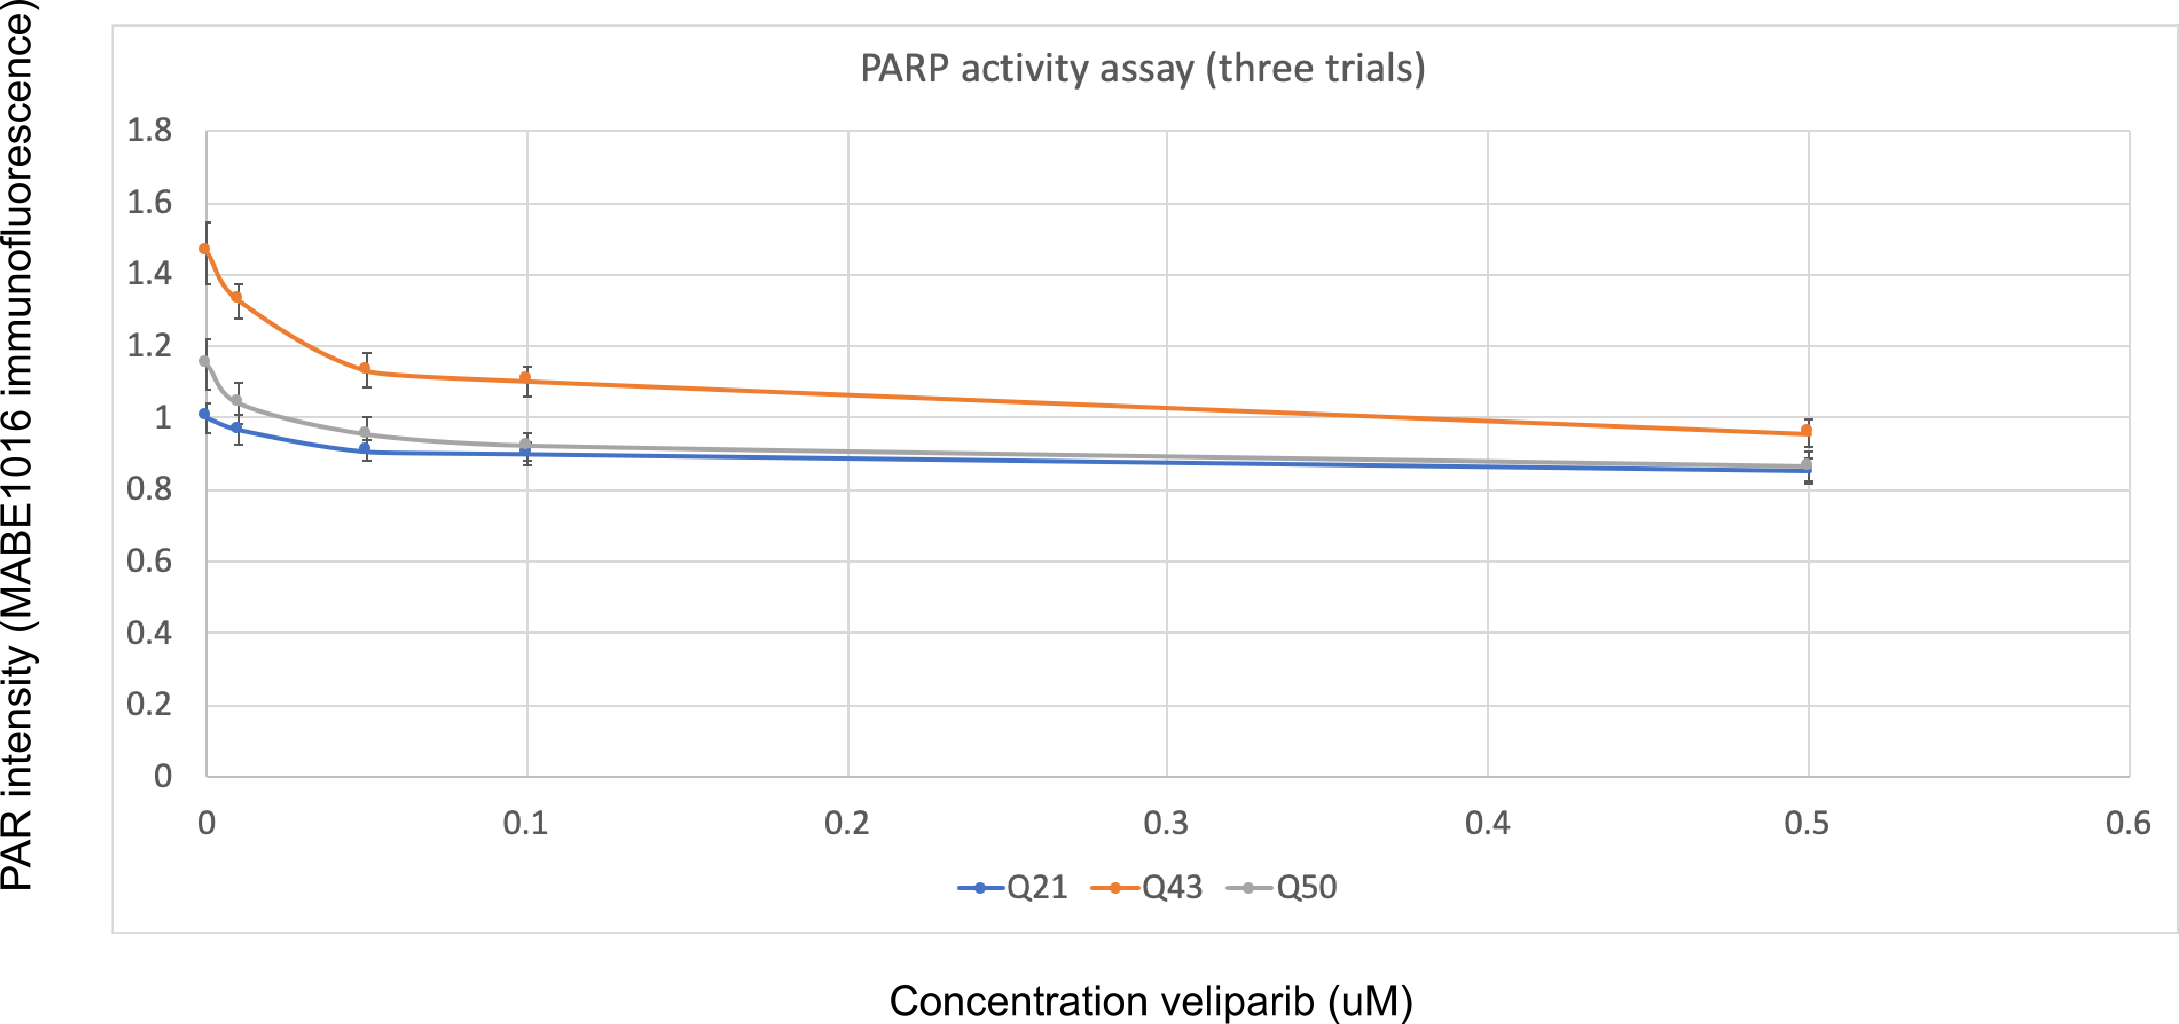 PARP activity assay (three trials)
PAR intensity (MABE1016 immunofluorescence)
1.8
1.6
1.4
1.2
1
0.8
0.6
0.4
0.2
0
0 0.1 0.2 0.3 0.4 0.5 0.6
Q21 Q43 Q50
Concentration veliparib (uM)